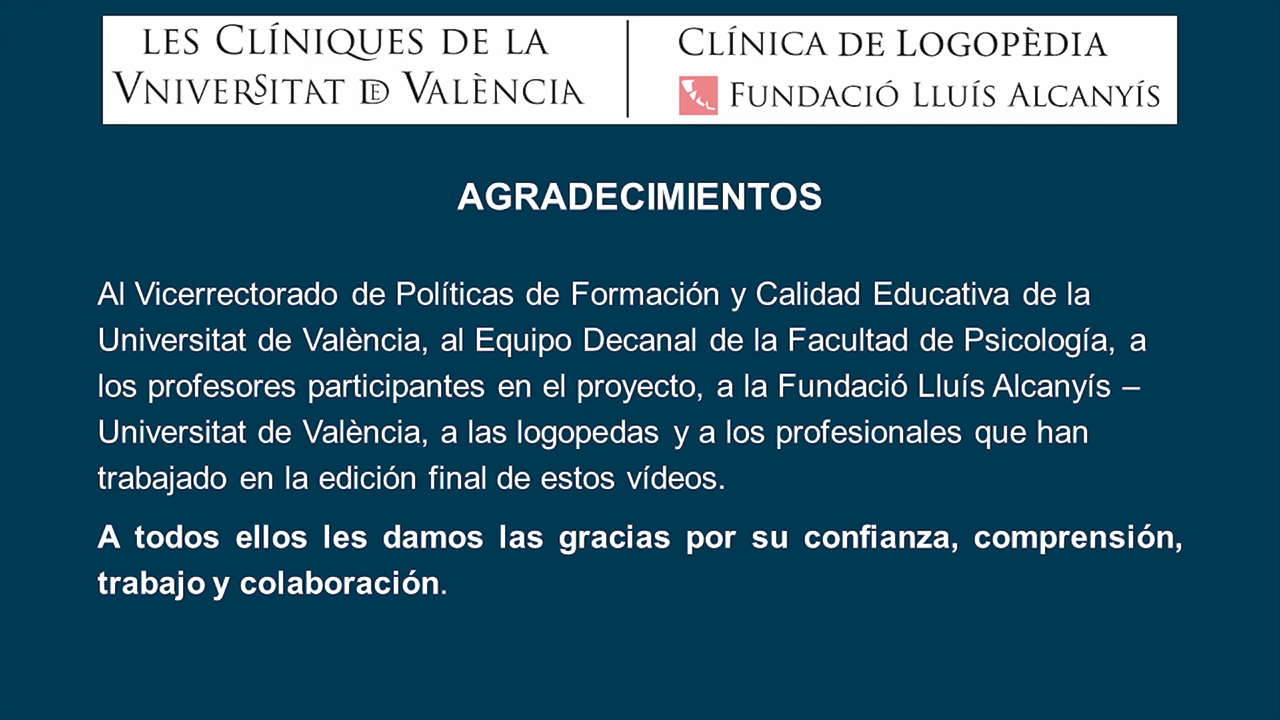 LES CLÍNIQUES DE LA
VNIVERSITAT DE VALÈNCIA
CLÍNICA DE LOGOPÈDIA
FUNDACIÓ LLUÍS ALCANYÍS
AGRADECIMIENTOS
Al Vicerrectorado de Políticas de Formación y Calidad Educativa de la
Universitat de València, al Equipo Decanal de la Facultad de Psicología, a
los profesores participantes en el proyecto, a la Fundació Lluís Alcanyís –
Universitat de València, a las logopedas y a los profesionales que han
trabajado en la edición final de estos vídeos.
A todos ellos les damos las gracias por su confianza, comprensión,
trabajo y colaboración.